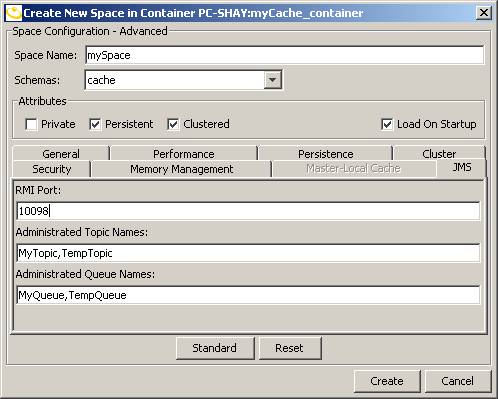 Create New Space in Container PC-SHAY:myCache_container
Space Configuration - Advanced
Space Name: mySpace
Schemas: cache
Attributes
Private Persistent Clustered Load On Startup
General Performance Persistence Cluster
Security Memory Management Master-Local Cache JMS
RMI Port:
10098
Administrated Topic Names:
MyTopic,TempTopic
Administrated Queue Names:
MyQueue,TempQueue
Standard Reset
Create Cancel